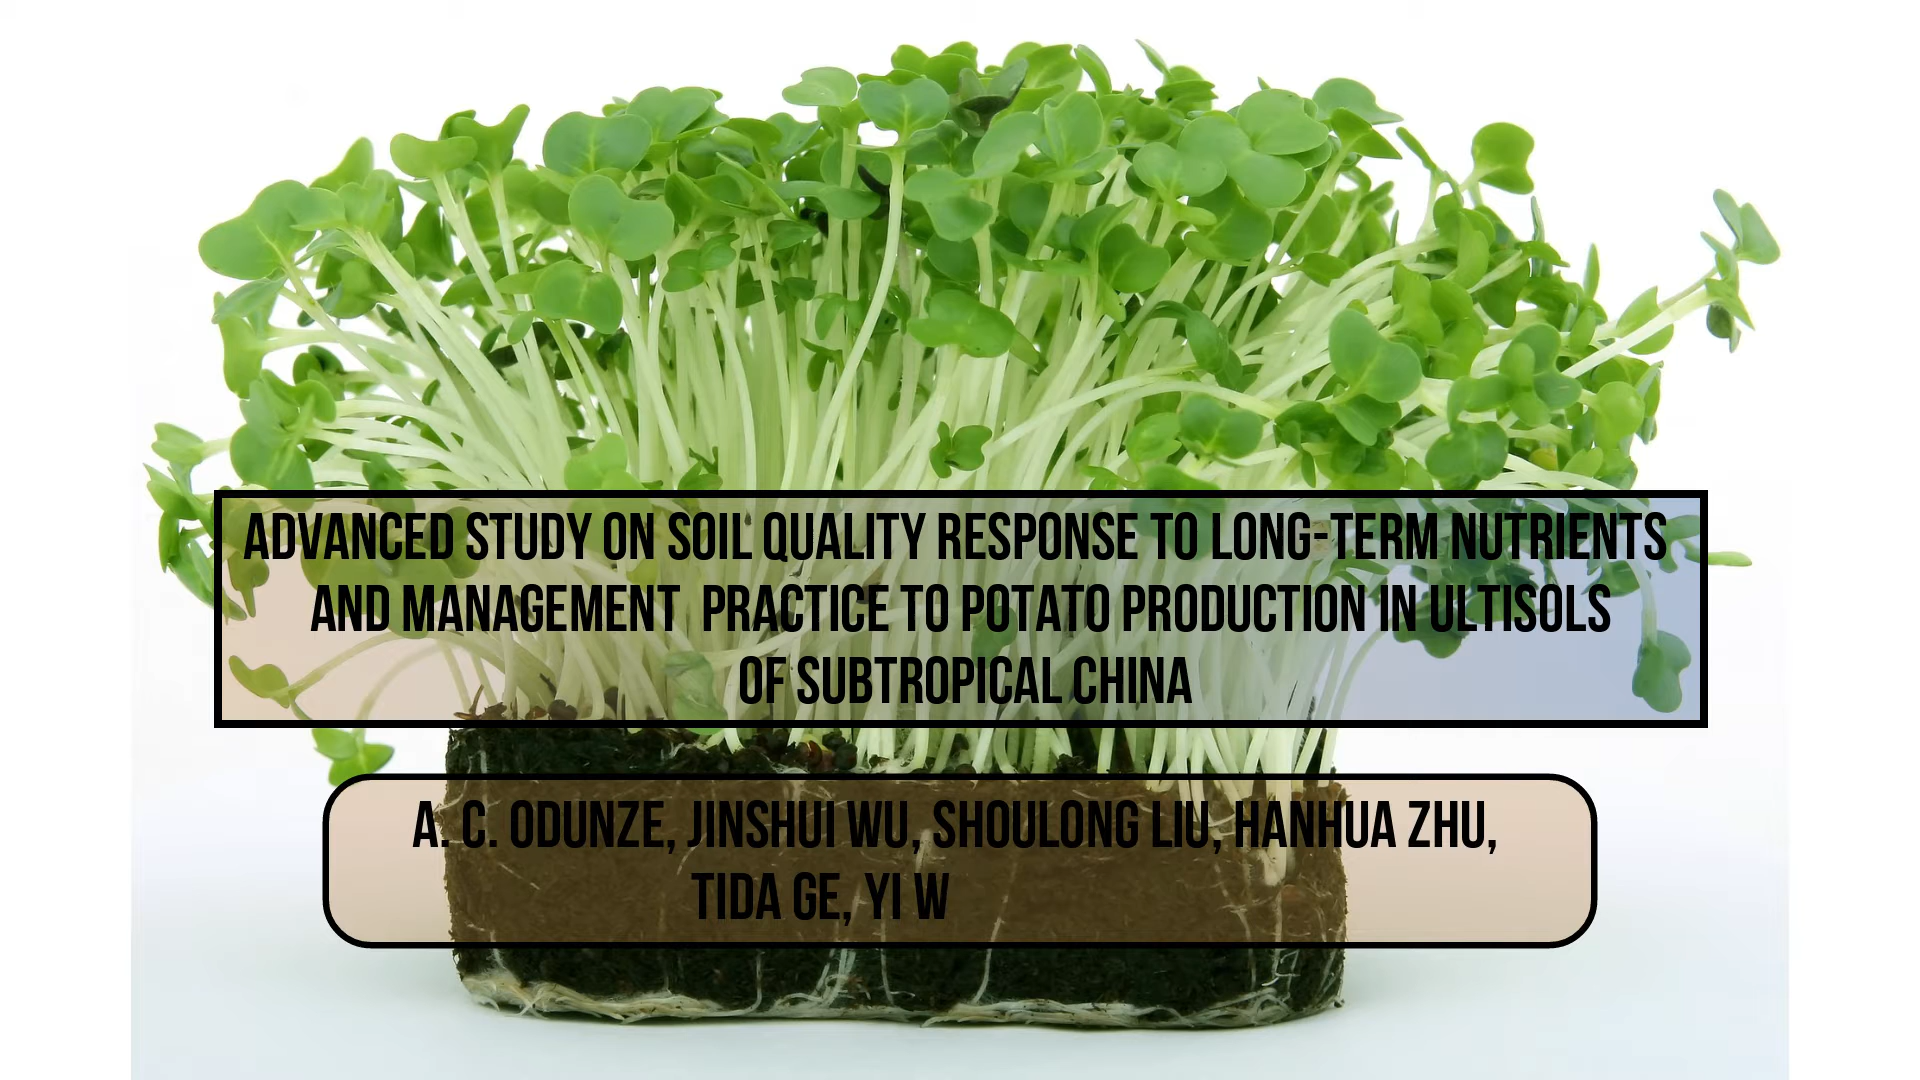 ADVANCED STUDY ON SOIL QUALITY RESPONSE TO LONG-TERM NUTRIENTS
AND MANAGEMENT PRACTICE TO POTATO PRODUCTION IN ULTISOLS
OF SUBTROPICAL CHINA
A. C. ODUNZE, JINSHUI WU, SHOULONG LIU, HANHUA ZHU,
TIDA GE, YI W